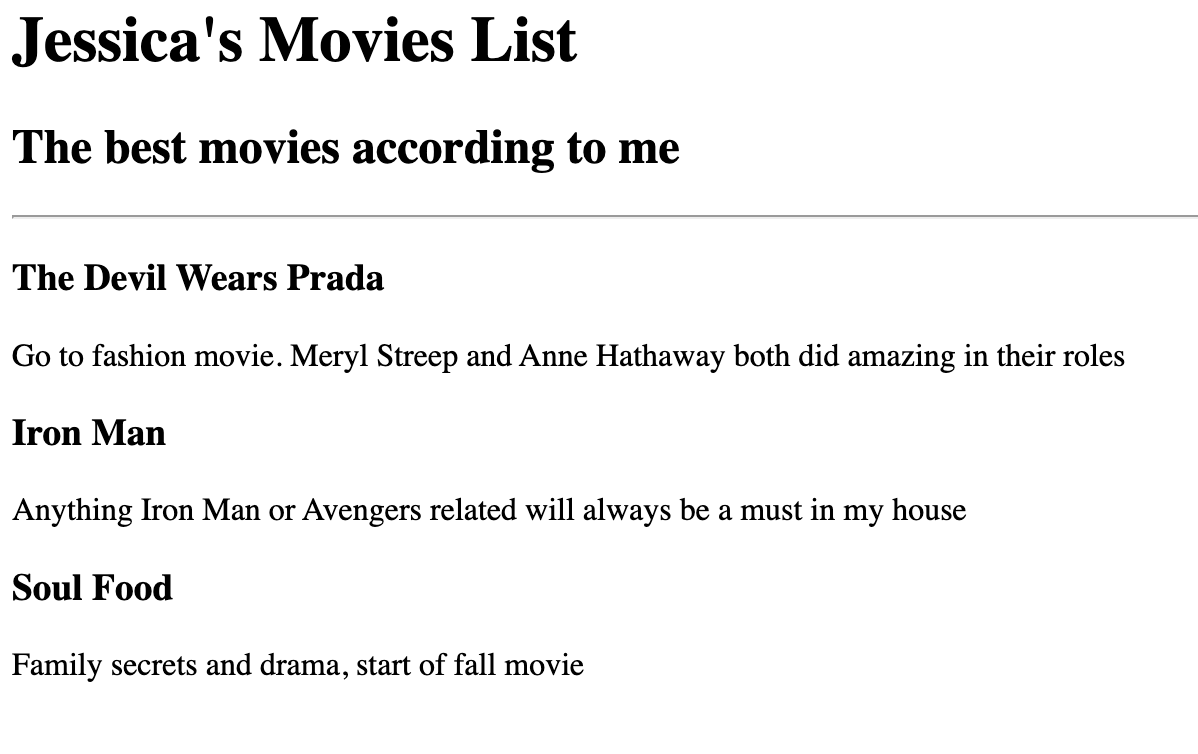 Jessica's Movies List
The best movies according to me
The Devil Wears Prada
Go to fashion movie. Meryl Streep and Anne Hathaway both did amazing in their roles
Iron Man
Anything Iron Man or Avengers related will always be a must in my house
Soul Food
Family secrets and drama, start of fall movie